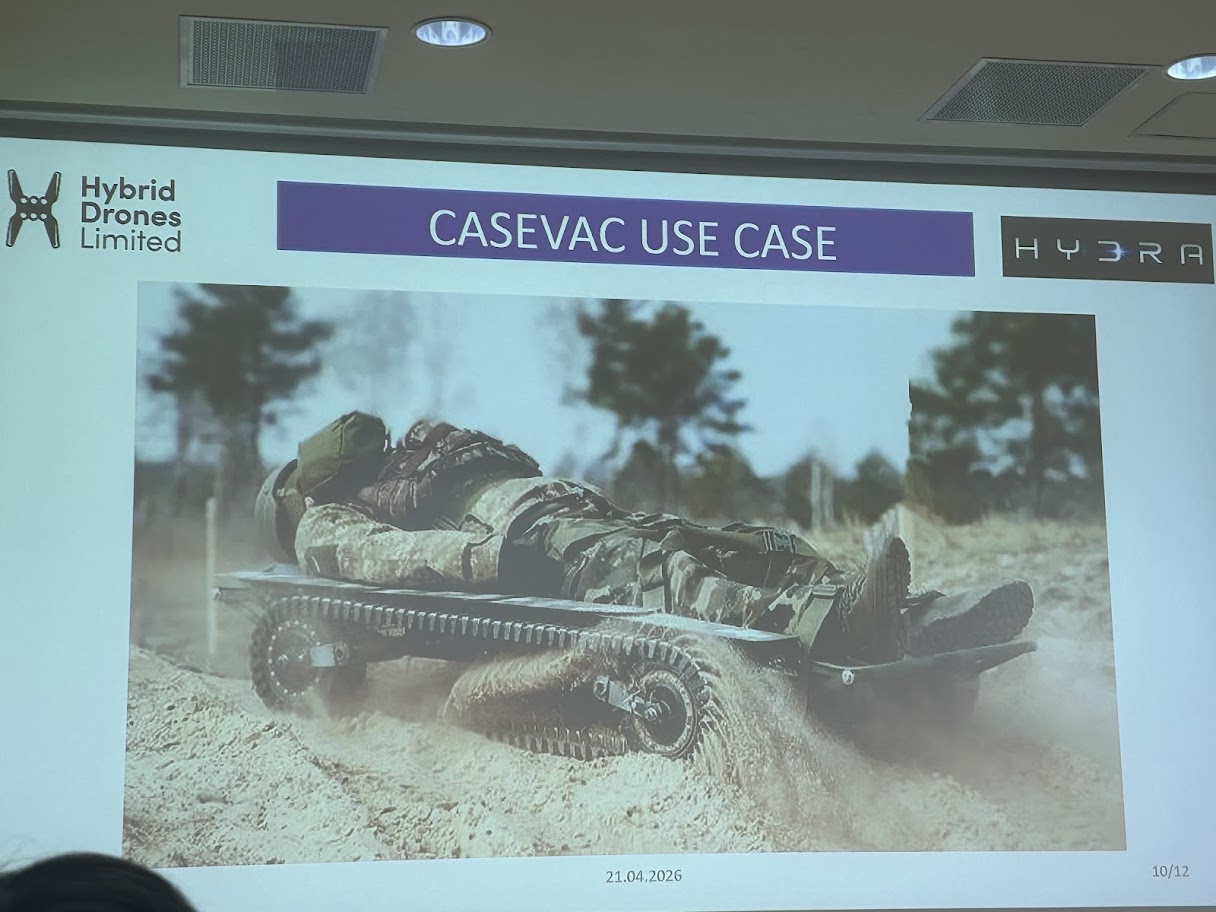 Hybrid
Drones
Limited
CASEVAC USE CASE
HYDRA
21.04.2026
10/12